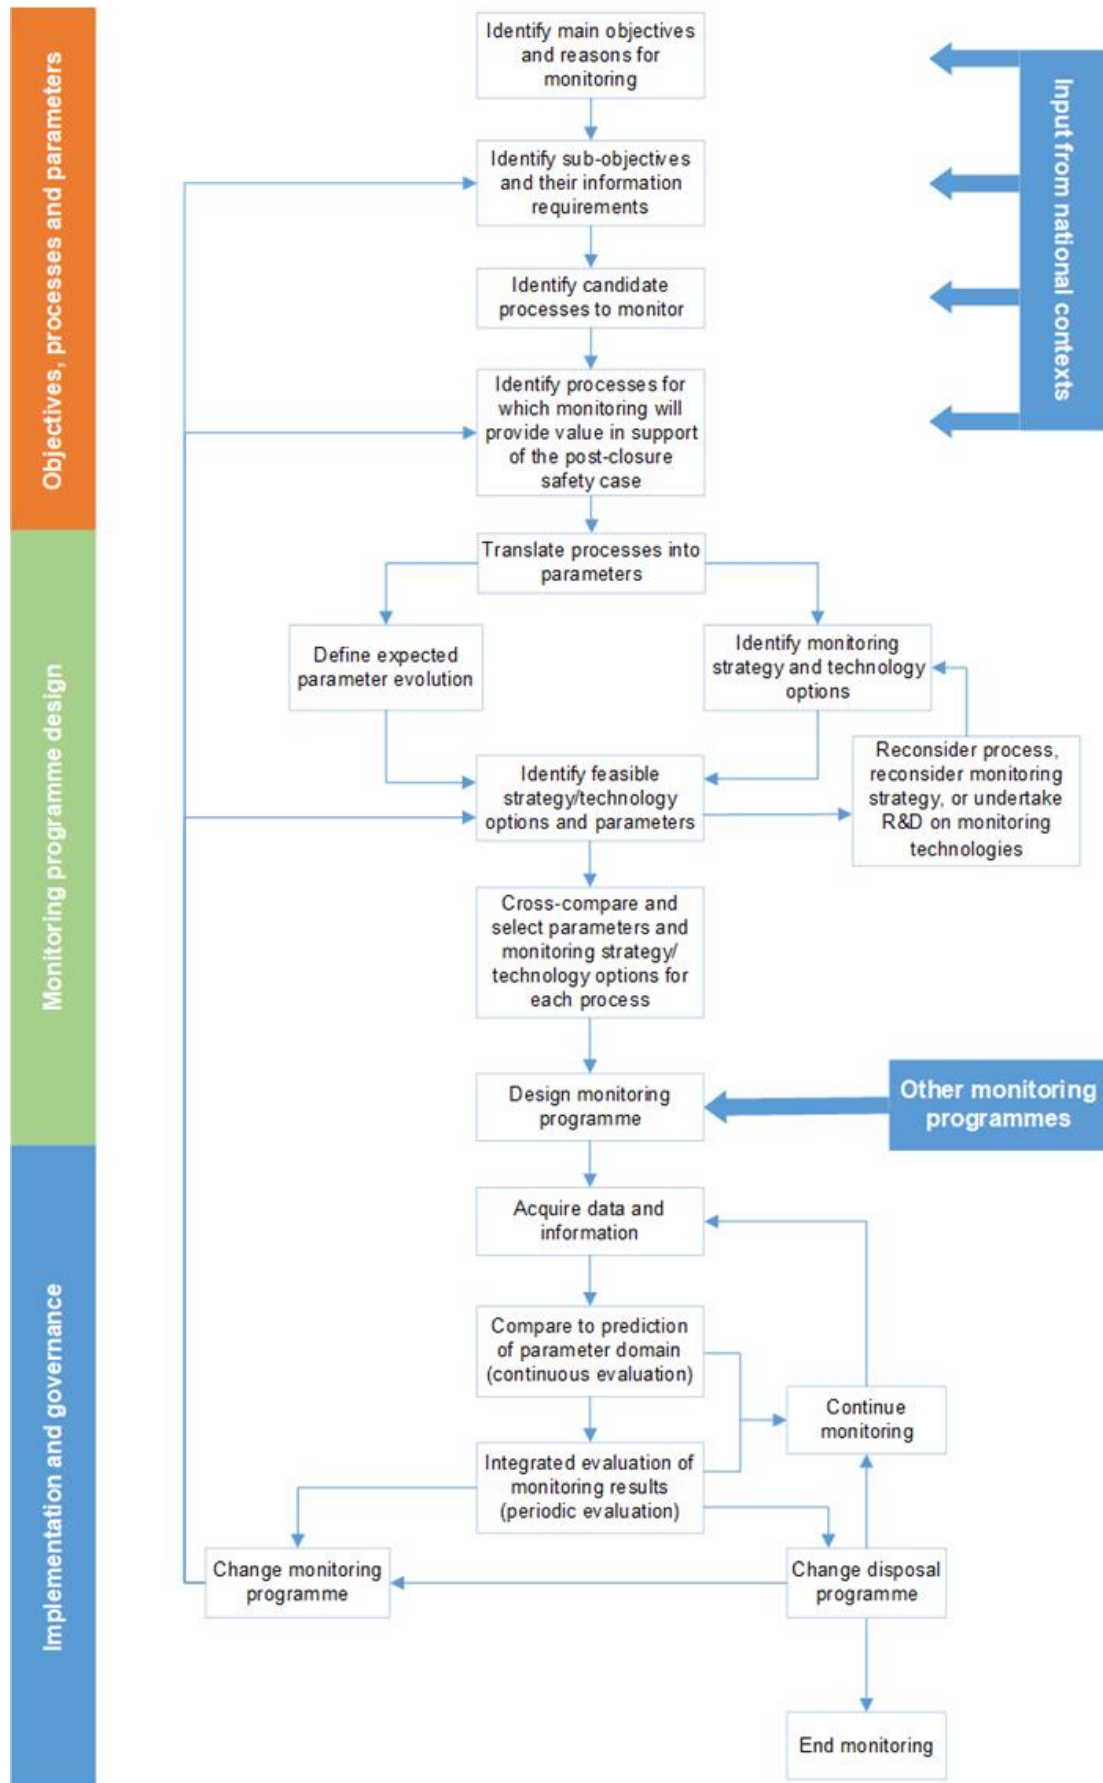 Objectives, processes and parameters
Identify main objectives
and reasons for
monitoring
Input from national contexts
Identify sub-objectives
and their information
requirements
Identify candidate
processes to monitor
Identify processes for
which monitoring will
provide value in support
of the post-closure
safety case
Monitoring programme design
Translate processes into
parameters
Define expected
parameter evolution
Identify monitoring
strategy and technology
options
Identify feasible
strategy/technology
options and parameters
Reconsider process,
reconsider monitoring
strategy, or undertake
R&D on monitoring
technologies
Cross-compare and
select parameters and
monitoring strategy/
technology options for
each process
Design monitoring
programme
Other monitoring
programmes
Implementation and governance
Acquire data and
information
Compare to prediction
of parameter domain
(continuous evaluation)
Continue
monitoring
Integrated evaluation of
monitoring results
(periodic evaluation)
Change monitoring
programme
Change disposal
programme
End monitoring